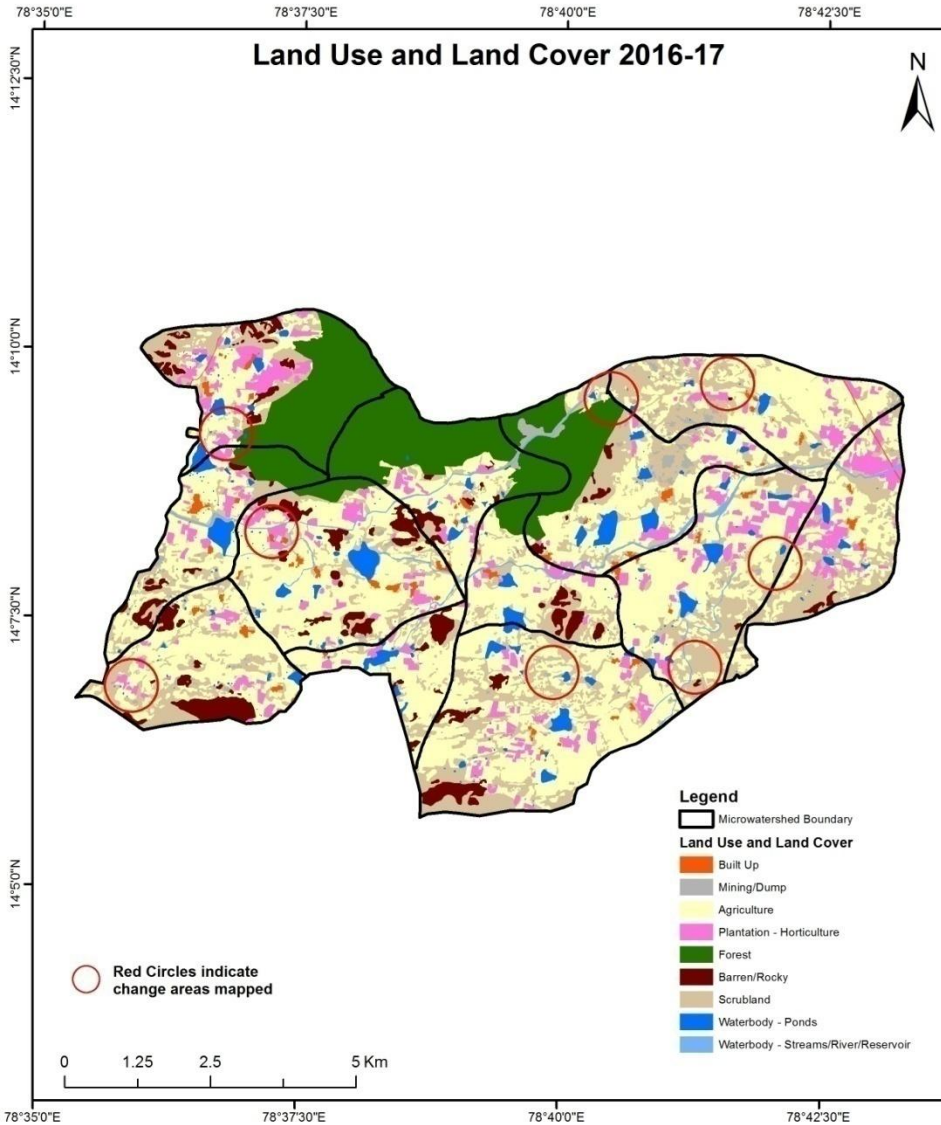 78°35'0"E 78°37'30"E 78°40'0"E 78°42'30"E
Land Use and Land Cover 2016-17
N
14°12'30"N
14°10'0"N
14°7'30"N
14°5'0"N
Legend
Microwatershed Boundary
Land Use and Land Cover
Built Up
Mining/Dump
Agriculture
Plantation - Horticulture
Forest
Barren/Rocky
Scrubland
Waterbody - Ponds
Waterbody - Streams/River/Reservoir
Red Circles indicate
change areas mapped
0 1.25 2.5 5 Km
78°35'0"E 78°37'30"E 78°40'0"E 78°42'30"E